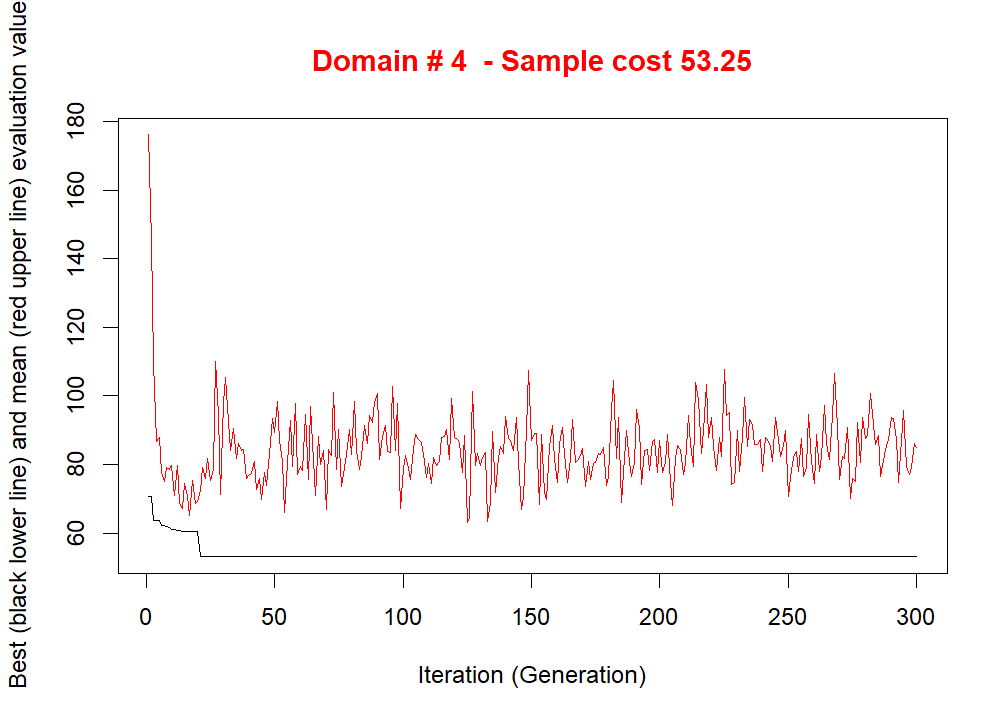 Domain # 4 - Sample cost 53.25
Best (black lower line) and mean (red upper line) evaluation value
180
160
140
120
100
80
60
0 50 100 150 200 250 300
Iteration (Generation)